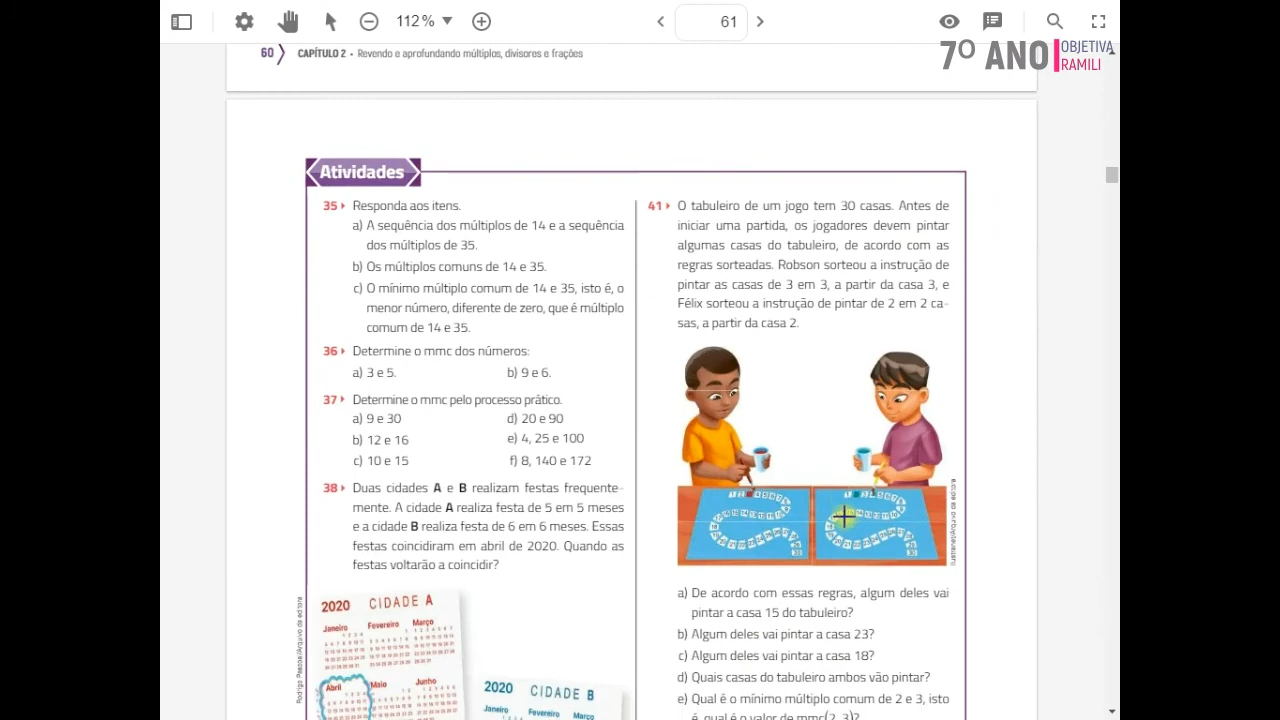 112 %
61
60
CAPÍTULO 2 • Revendo e aprofundando múltiplos, divisores e frações
7º ANO
OBJETIVA
RAMILI
Atividades
35 Responda aos itens.
a) A sequência dos múltiplos de 14 e a sequência
dos múltiplos de 35.
b) Os múltiplos comuns de 14 e 35.
c) O mínimo múltiplo comum de 14 e 35, isto é, o
menor número, diferente de zero, que é múltiplo
comum de 14 e 35.
36 Determine o mmc dos números:
a) 3 e 5.
b) 9 e 6.
37 Determine o mmc pelo processo prático.
a) 9 e 30
d) 20 e 90
b) 12 e 16
e) 4, 25 e 100
c) 10 e 15
f) 8, 140 e 172
38 Duas cidades A e B realizam festas frequente-
mente. A cidade A realiza festa de 5 em 5 meses
e a cidade B realiza festa de 6 em 6 meses. Essas
festas coincidiram em abril de 2020. Quando as
festas voltarão a coincidir?
Rodrigo Pascoal/Arquivo da editora
2020 CIDADE A
Janeiro Fevereiro Março
Abril Maio Junho
2020 CIDADE B
Janeiro Fevereiro Março
41 O tabuleiro de um jogo tem 30 casas. Antes de
iniciar uma partida, os jogadores devem pintar
algumas casas do tabuleiro, de acordo com as
regras sorteadas. Robson sorteou a instrução de
pintar as casas de 3 em 3, a partir da casa 3, e
Félix sorteou a instrução de pintar de 2 em 2 ca-
sas, a partir da casa 2.
a) De acordo com essas regras, algum deles vai
pintar a casa 15 do tabuleiro?
b) Algum deles vai pintar a casa 23?
c) Algum deles vai pintar a casa 18?
d) Quais casas do tabuleiro ambos vão pintar?
e) Qual é o mínimo múltiplo comum de 2 e 3, isto
é, qual é o valor de mmc(2, 3)?